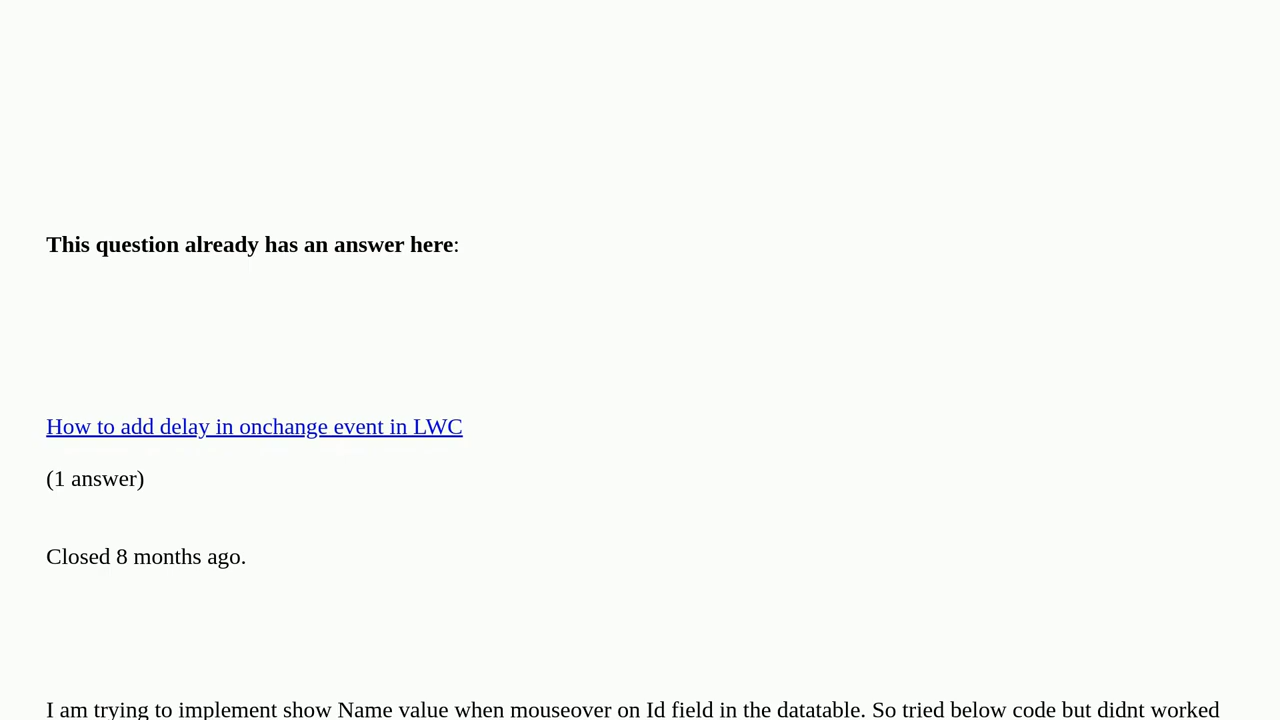 This question already has an answer here:
How to add delay in onchange event in LWC
(1 answer)
Closed 8 months ago.
I am trying to implement show Name value when mouseover on Id field in the datatable. So tried below code but didnt worked